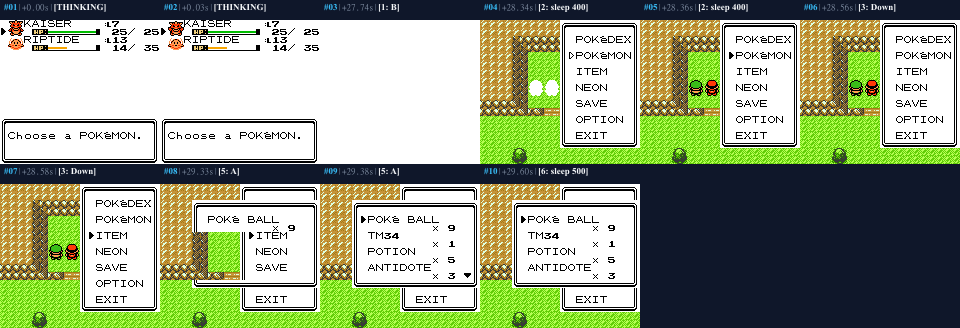 #01|+0.00s|[THINKING]
KAISER :L7
HP: 25/ 25
RIPTIDE :L13
HP: 14/ 35
Choose a POKéMON.
#02|+0.03s|[THINKING]
KAISER :L7
HP: 25/ 25
RIPTIDE :L13
HP: 14/ 35
Choose a POKéMON.
#03|+27.74s|[1: B]
#04|+28.34s|[2: sleep 400]
POKéDEX
POKéMON
ITEM
NEON
SAVE
OPTION
EXIT
#05|+28.36s|[2: sleep 400]
POKéDEX
POKéMON
ITEM
NEON
SAVE
OPTION
EXIT
#06|+28.56s|[3: Down]
POKéDEX
POKéMON
ITEM
NEON
SAVE
OPTION
EXIT
#07|+28.58s|[3: Down]
POKéDEX
POKéMON
ITEM
NEON
SAVE
OPTION
EXIT
#08|+29.33s|[5: A]
POKé BALL
× 9
ITEM
NEON
SAVE
EXIT
#09|+29.38s|[5: A]
POKé BALL
× 9
TM34
× 1
POTION
× 5
ANTIDOTE
× 3
EXIT
#10|+29.60s|[6: sleep 500]
POKé BALL
× 9
TM34
× 1
POTION
× 5
ANTIDOTE
× 3
EXIT